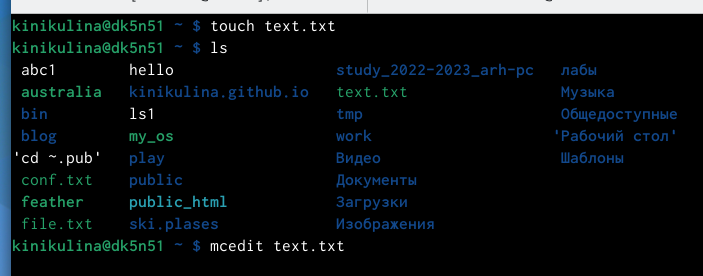 kinikulina@dk5n51 ~ $ touch text.txt
kinikulina@dk5n51 ~ $ ls
abc1 hello study_2022-2023_arh-pc лабы
australia kinikulina.github.io text.txt Музыка
bin ls1 tmp Общедоступные
blog my_os work 'Рабочий стол'
'cd ~.pub' play Видео Шаблоны
conf.txt public Документы
feather public_html Загрузки
file.txt ski.plases Изображения
kinikulina@dk5n51 ~ $ mcedit text.txt